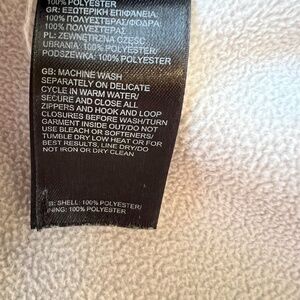 100% POLYESTER
GR: ΕΞΩΤΕΡΙΚΗ ΕΠΙΦΑΝΕΙΑ:
100% ΠΟΛΥΕΣΤΕΡΑΣ/ΦΟΔΡΑ:
100% ΠΟΛΥΕΣΤΕΡΑΣ
PL: ZEWNĘTRZNA CZĘŚĆ
UBRANIA: 100% POLYESTER/
PODSZEWKA: 100% POLYESTER
GB: MACHINE WASH
SEPARATELY ON DELICATE
CYCLE IN WARM WATER/
SECURE AND CLOSE ALL
ZIPPERS AND HOOK AND LOOP
CLOSURES BEFORE WASH/TURN
GARMENT INSIDE OUT/DO NOT
USE BLEACH OR SOFTENERS/
TUMBLE DRY LOW HEAT OR FOR
BEST RESULTS, LINE DRY/DO
NOT IRON OR DRY CLEAN
B: SHELL: 100% POLYESTER/
INING: 100% POLYESTER